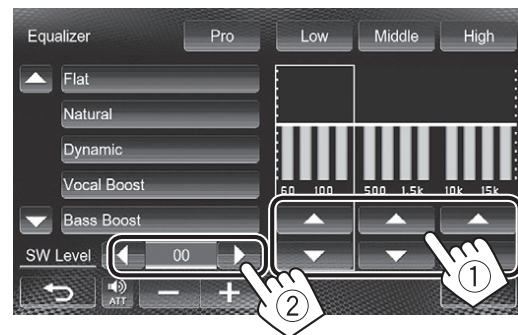 Equalizer Pro Low Middle High
Flat
Natural
Dynamic
Vocal Boost
60 100 500 1.5k 10k 15k
Bass Boost
SW Level 00
ATT
1
2